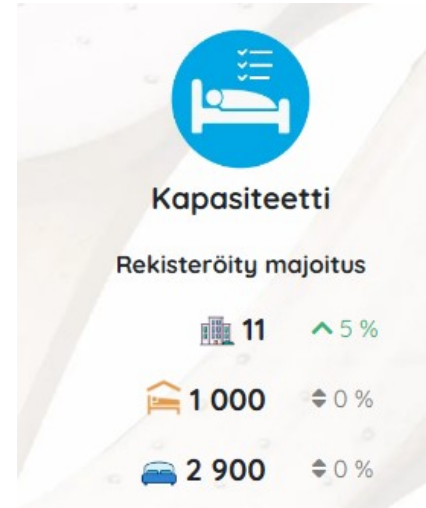 Kapasiteetti
Rekisteröity majoitus
11 5 %
1 000 0 %
2 900 0 %